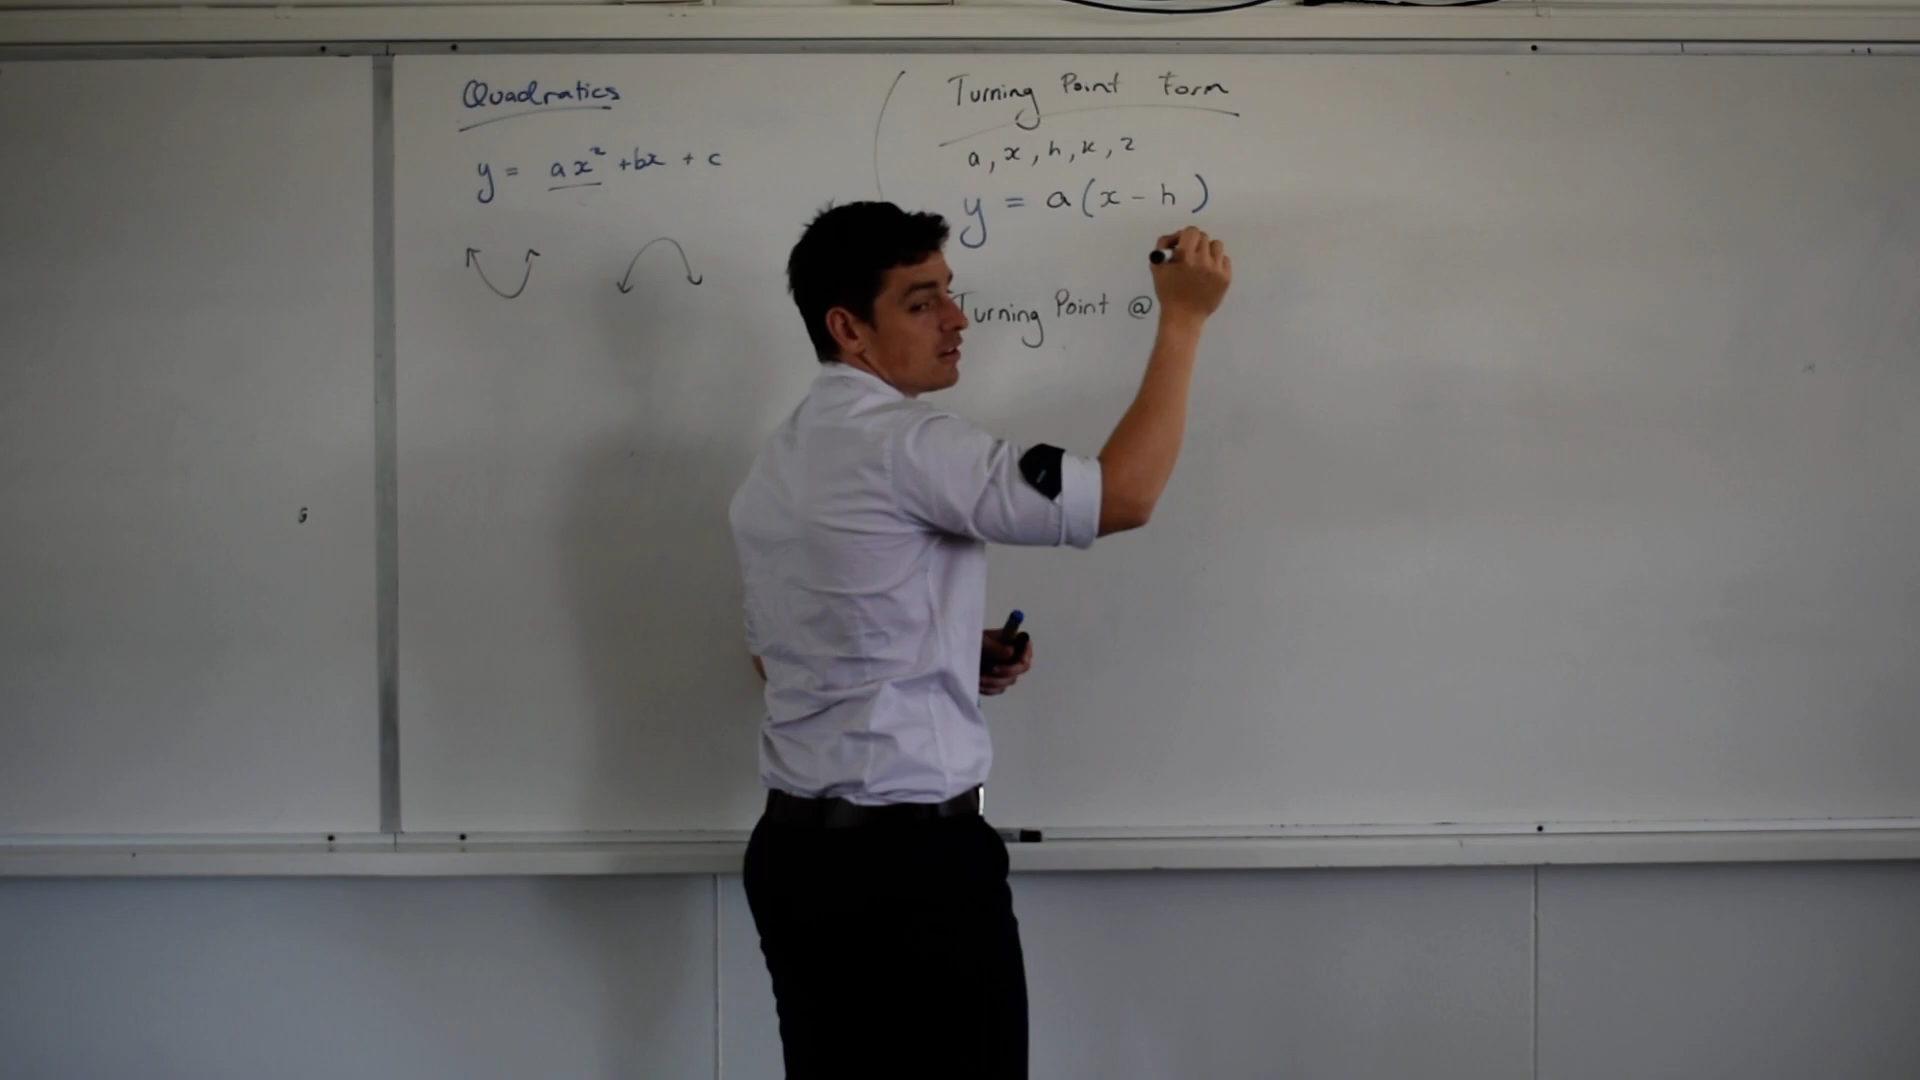 Quadratics
y = ax² + bx + c
Turning Point Form
a, x, h, k, 2
y = a(x - h)
Turning Point @